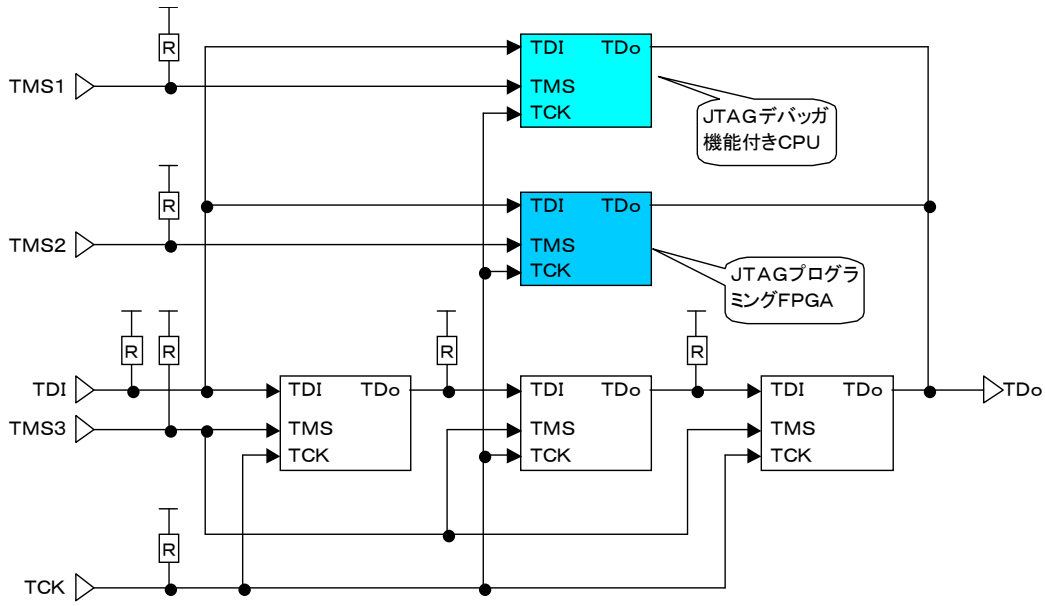 R
TDI TDo
TMS1
TMS
TCK
JTAGデバッガ
機能付きCPU
R
TDI TDo
TMS2
TMS
TCK
JTAGプログラ
ミングFPGA
R R R R
TDI
TDI TDo
TDI TDo
TDI TDo
TDo
TMS3
TMS
TMS
TMS
TCK
TCK
TCK
R
TCK